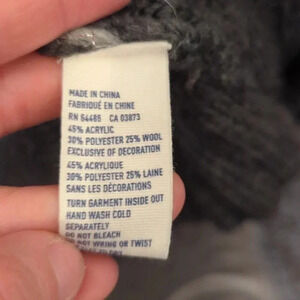 MADE IN CHINA
FABRIQUÉ EN CHINE
RN 54485 CA 03873
45% ACRYLIC
30% POLYESTER 25% WOOL
EXCLUSIVE OF DECORATION
45% ACRYLIQUE
30% POLYESTER 25% LAINE
SANS LES DÉCORATIONS
TURN GARMENT INSIDE OUT
HAND WASH COLD
SEPARATELY
DO NOT BLEACH
DO NOT WRING OR TWIST